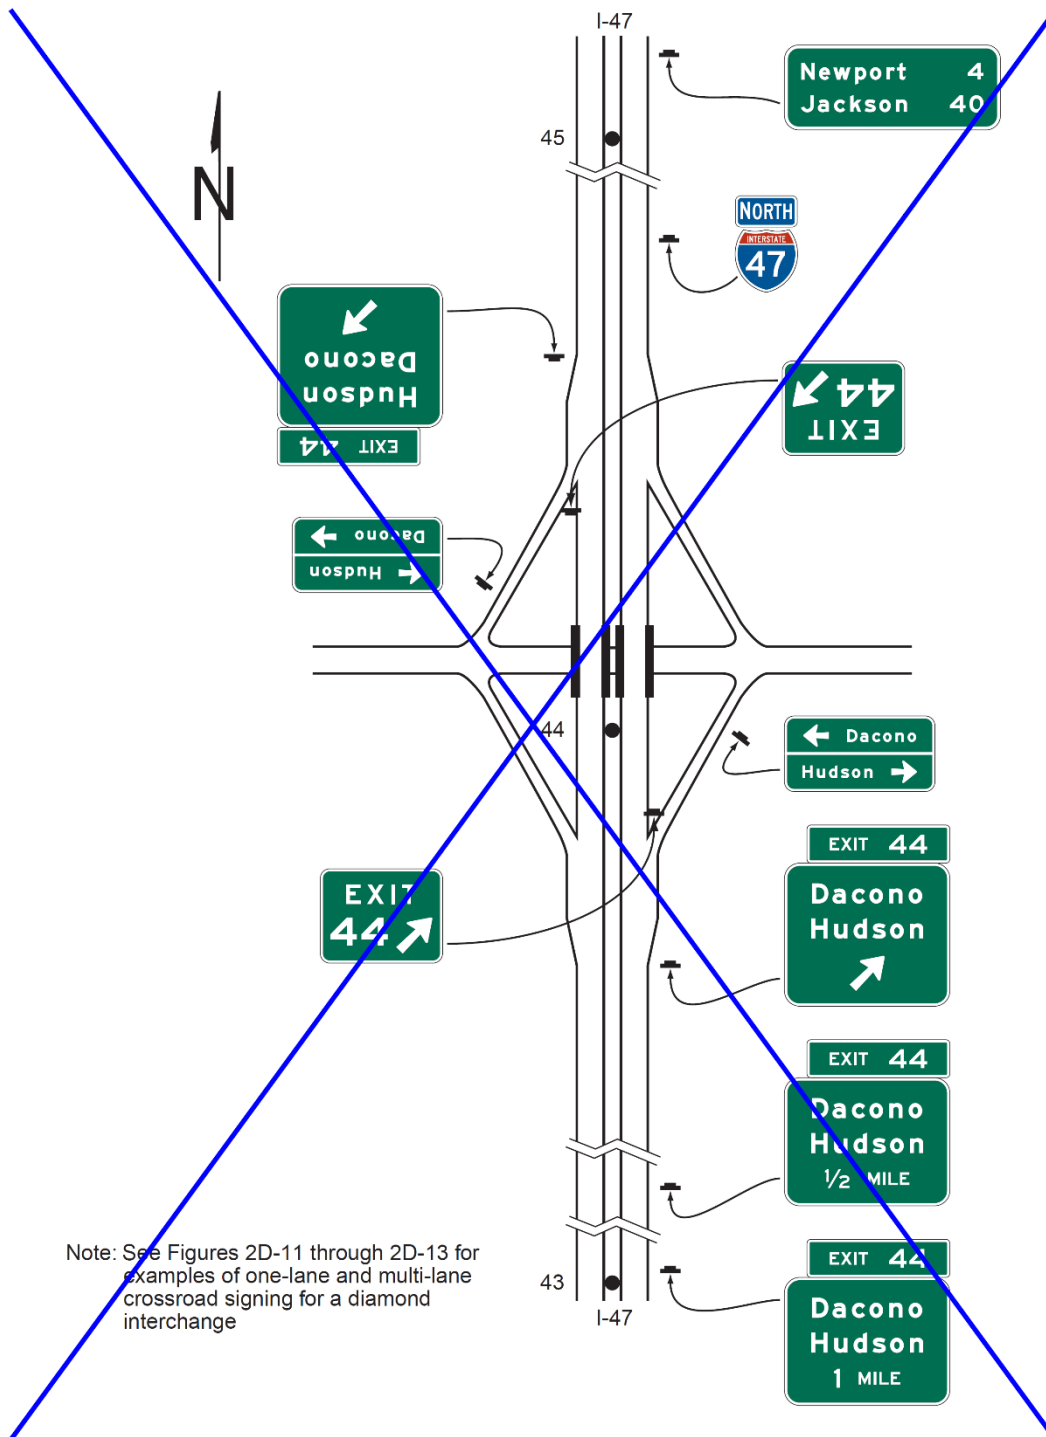 I-47
Newport 4
Jackson 40
45
N
NORTH
INTERSTATE
47
Hudson
Dacono
EXIT 44
EXIT
44
Hudson
Dacono
Dacono
Hudson
44
EXIT 44
Dacono
Hudson
EXIT
44
EXIT 44
Dacono
Hudson
1/2 MILE
Note: See Figures 2D-11 through 2D-13 for
examples of one-lane and multi-lane
crossroad signing for a diamond
interchange
EXIT 44
Dacono
Hudson
1 MILE
43
I-47